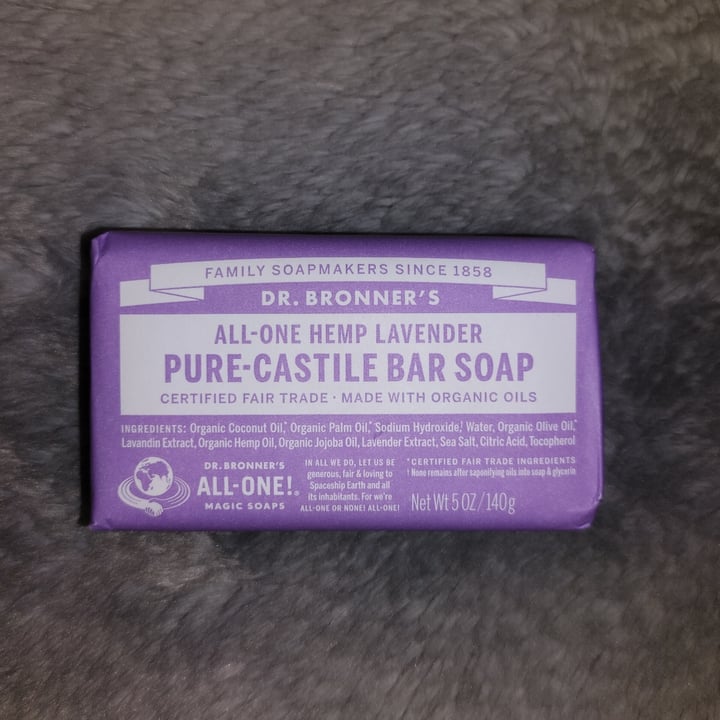 FAMILY SOAPMAKERS SINCE 1858
DR. BRONNER'S
ALL-ONE HEMP LAVENDER
PURE-CASTILE BAR SOAP
CERTIFIED FAIR TRADE · MADE WITH ORGANIC OILS
INGREDIENTS: Organic Coconut Oil,* Organic Palm Oil,* Sodium Hydroxide,† Water, Organic Olive Oil,*
Lavandin Extract, Organic Hemp Oil, Organic Jojoba Oil, Lavender Extract, Sea Salt, Citric Acid, Tocopherol
DR. BRONNER'S
ALL-ONE!®
MAGIC SOAPS
IN ALL WE DO, LET US BE
generous, fair & loving to
Spaceship Earth and all
its inhabitants. For we're
ALL-ONE OR NONE! ALL-ONE!
*CERTIFIED FAIR TRADE INGREDIENTS
† None remains after saponifying oils into soap & glycerin
Net Wt 5 OZ/140g